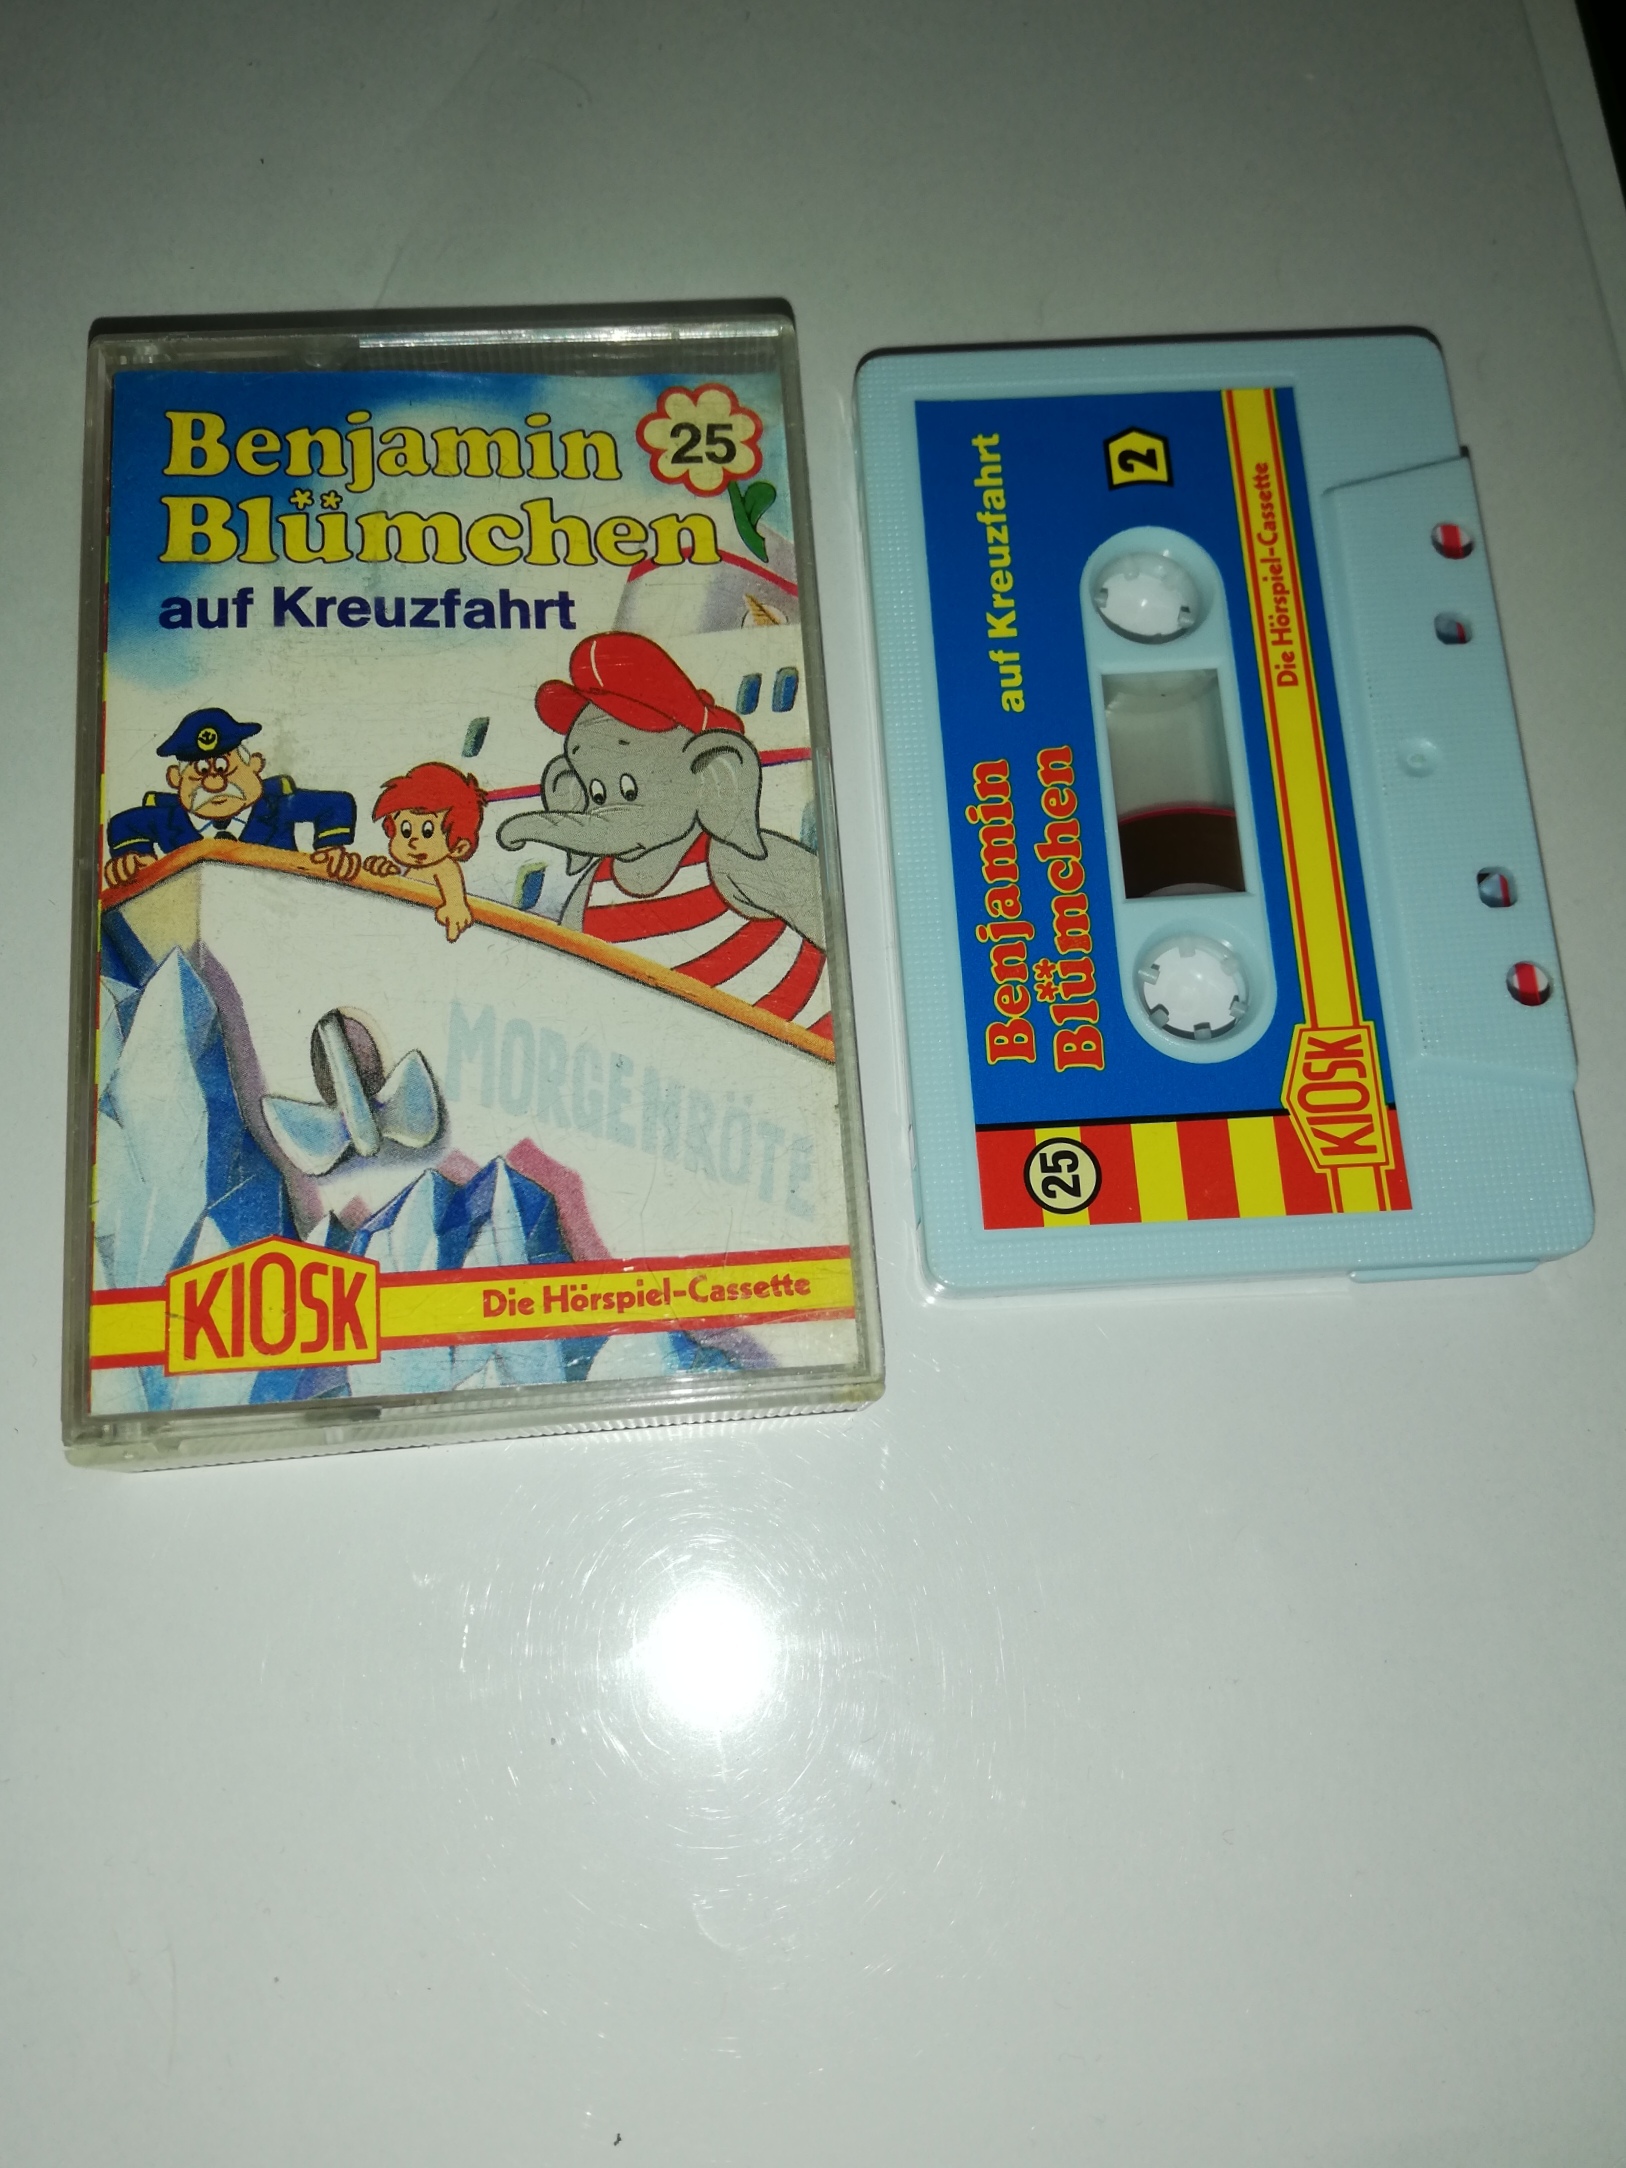 Benjamin
25
Blümchen
auf Kreuzfahrt
MORGENRÖTE
KIOSK
Die Hörspiel-Cassette
Benjamin
Blümchen
auf Kreuzfahrt
2
25
Die Hörspiel-Cassette
KIOSK